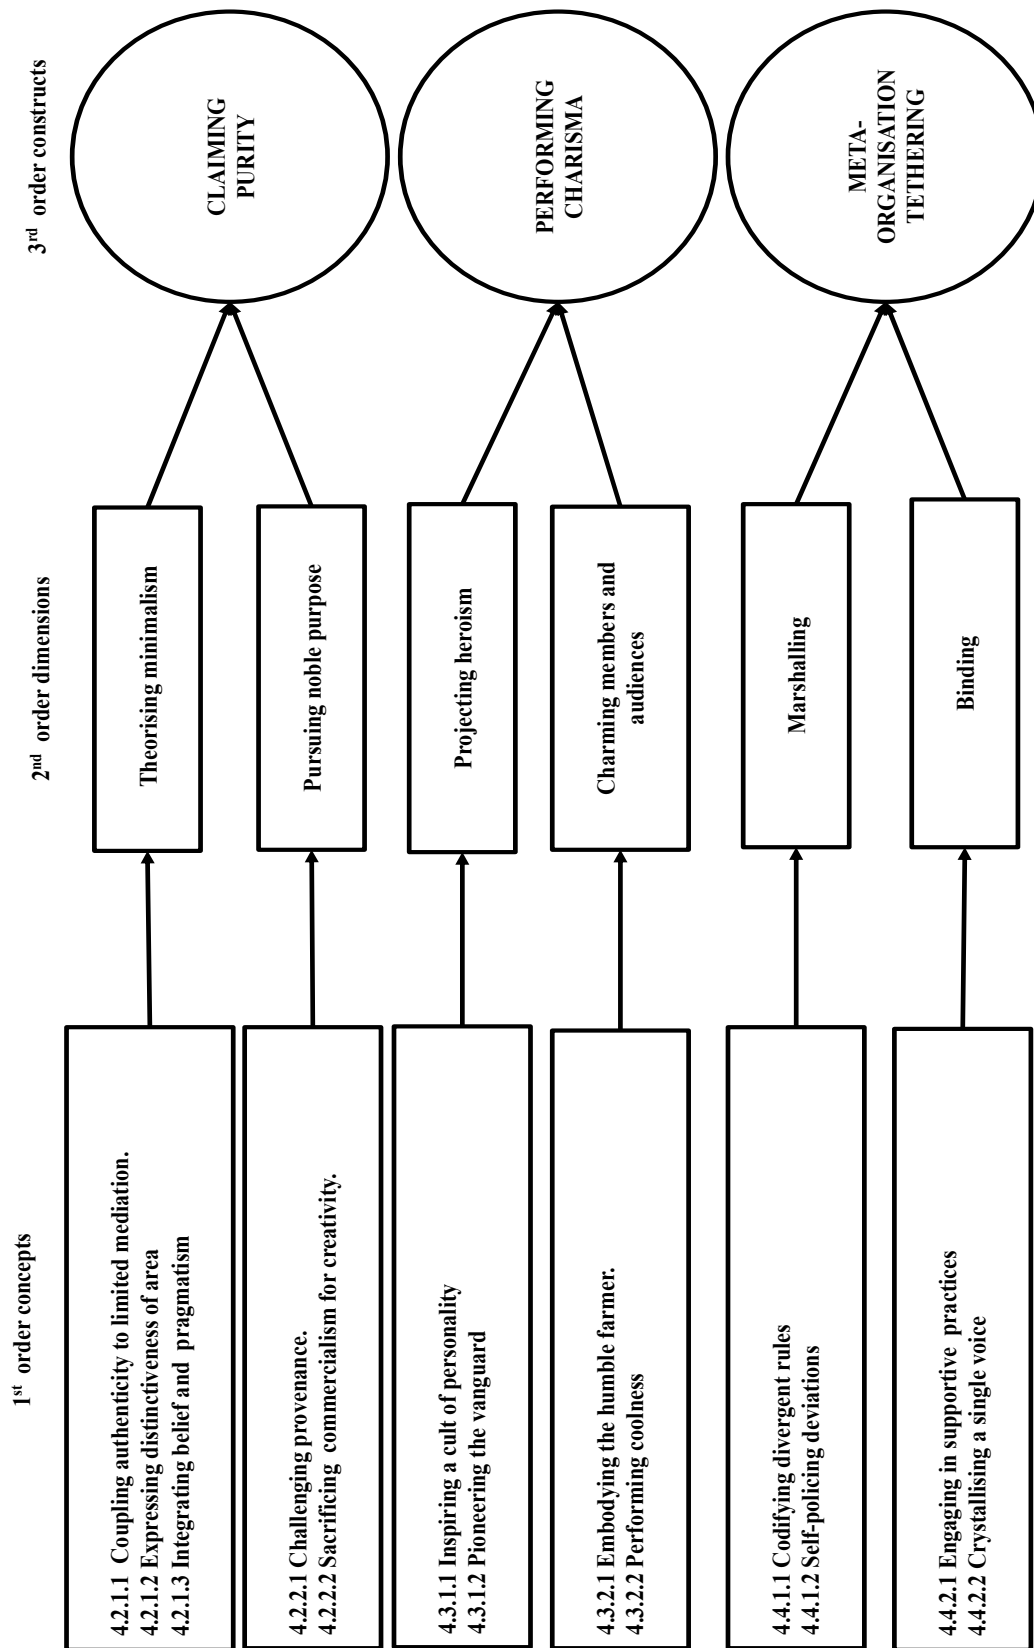 1st order concepts
2nd order dimensions
3rd order constructs
4.2.1.1 Coupling authenticity to limited mediation.
4.2.1.2 Expressing distinctiveness of area
4.2.1.3 Integrating belief and pragmatism
Theorising minimalism
CLAIMING
PURITY
4.2.2.1 Challenging provenance.
4.2.2.2 Sacrificing commercialism for creativity.
Pursuing noble purpose
4.3.1.1 Inspiring a cult of personality
4.3.1.2 Pioneering the vanguard
Projecting heroism
PERFORMING
CHARISMA
4.3.2.1 Embodying the humble farmer.
4.3.2.2 Performing coolness
Charming members and
audiences
4.4.1.1 Codifying divergent rules
4.4.1.2 Self-policing deviations
Marshalling
META-
ORGANISATION
TETHERING
4.4.2.1 Engaging in supportive practices
4.4.2.2 Crystallising a single voice
Binding